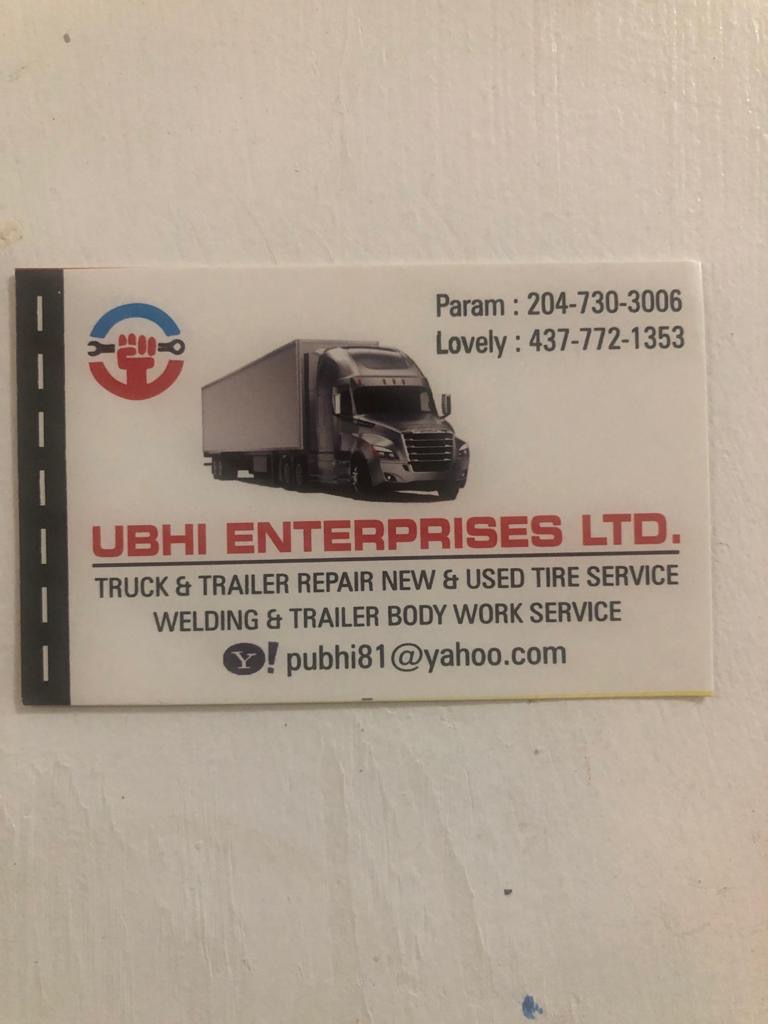 Param : 204-730-3006
Lovely : 437-772-1353
UBHI ENTERPRISES LTD.
TRUCK & TRAILER REPAIR NEW & USED TIRE SERVICE
WELDING & TRAILER BODY WORK SERVICE
Y! pubhi81@yahoo.com